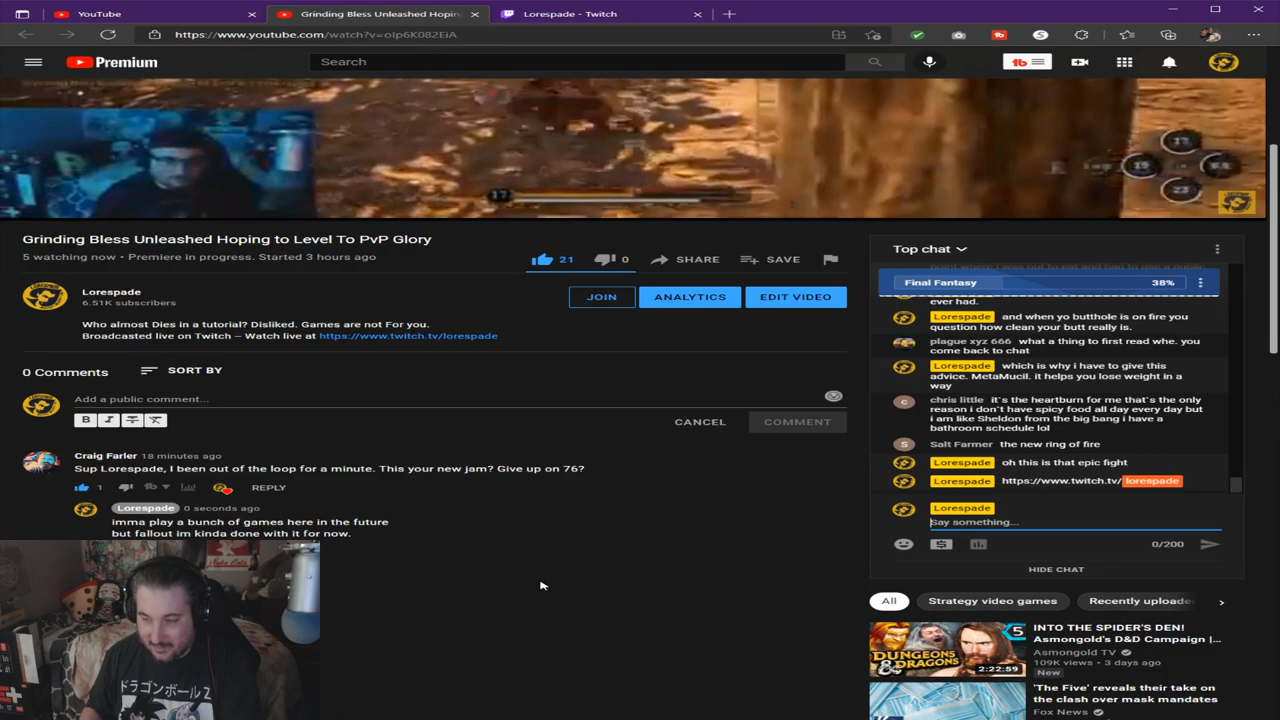 YouTube
Grinding Bless Unleashed Hoping
Lorespade - Twitch
https://www.youtube.com/watch?v=oIp6K082EiA
Premium
Search
17
Grinding Bless Unleashed Hoping to Level To PvP Glory
5 watching now • Premiere in progress. Started 3 hours ago
21
0
SHARE
SAVE
Lorespade
6.51K subscribers
JOIN
ANALYTICS
EDIT VIDEO
Who almost Dies in a tutorial? Disliked. Games are not For you.
Broadcasted live on Twitch -- Watch live at https://www.twitch.tv/lorespade
0 Comments
SORT BY
Add a public comment...
B I T
CANCEL
COMMENT
Craig Farler 18 minutes ago
Sup Lorespade, I been out of the loop for a minute. This your new jam? Give up on 76?
1
REPLY
Lorespade 0 seconds ago
imma play a bunch of games here in the future
but fallout im kinda done with it for now.
Top chat
Final Fantasy 38%
ever had.
Lorespade and when yo butthole is on fire you
question how clean your butt really is.
plague xyz 666 what a thing to first read whe. you
come back to chat
Lorespade which is why i have to give this
advice. MetaMucil. it helps you lose weight in a
way
chris little it`s the heartburn for me that`s the only
reason i don`t have spicy food all day every day but
i am like Sheldon from the big bang i have a
bathroom schedule lol
Salt Farmer the new ring of fire
Lorespade oh this is that epic fight
Lorespade https://www.twitch.tv/lorespade
Lorespade
Say something...
0/200
HIDE CHAT
All
Strategy video games
Recently uploade
INTO THE SPIDER'S DEN!
Asmongold's D&D Campaign |...
Asmongold TV
109K views • 3 days ago
New
DUNGEONS
&DRAGONS
5
2:22:59
'The Five' reveals their take on
the clash over mask mandates
Fox News
ドラゴンボールZ